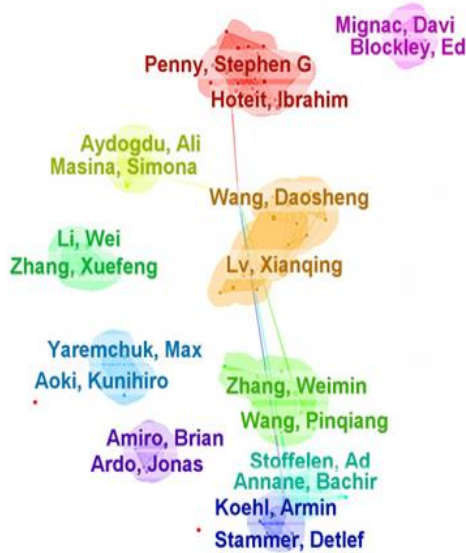 Mignac, Davi
Blockley, Ed
Penny, Stephen G
Hoteit, Ibrahim
Aydogdu, Ali
Masina, Simona
Wang, Daosheng
Li, Wei
Zhang, Xuefeng
Lv, Xianqing
Yaremchuk, Max
Aoki, Kunihiro
Zhang, Weimin
Wang, Pinqiang
Amiro, Brian
Ardo, Jonas
Stoffelen, Ad
Annane, Bachir
Koehl, Armin
Stammer, Detlef